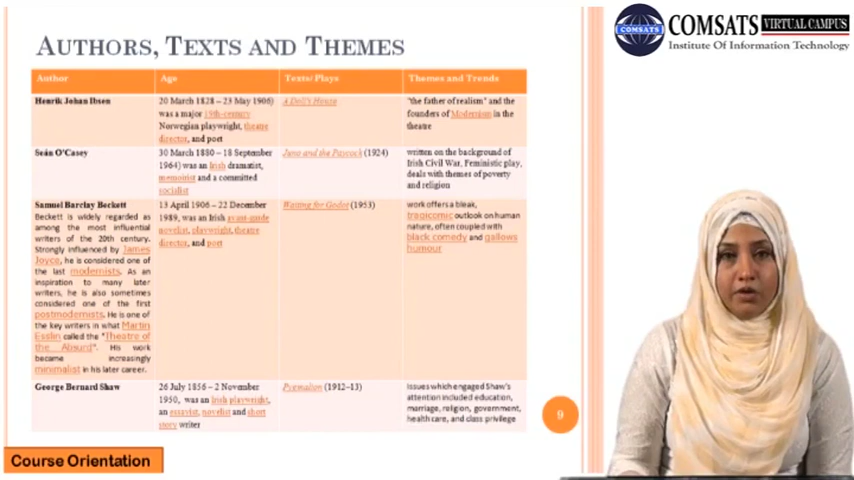 AUTHORS, TEXTS AND THEMES
COMSATS VIRTUAL CAMPUS
COMSATS
Institute Of Information Technology
Author
Age
Texts/ Plays
Themes and Trends
Henrik Johan Ibsen
20 March 1828 – 23 May 1906)
was a major 19th-century
Norwegian playwright, theatre
director, and poet
A Doll's House
"the father of realism" and the
founders of Modernism in the
theatre
Seán O'Casey
30 March 1880 – 18 September
1964) was an Irish dramatist,
memoirist and a committed
socialist
Juno and the Paycock (1924)
written on the background of
Irish Civil War, Feministic play,
deals with themes of poverty
and religion
Samuel Barclay Beckett
Beckett is widely regarded as
among the most influential
writers of the 20th century.
Strongly influenced by James
Joyce, he is considered one of
the last modernists. As an
inspiration to many later
writers, he is also sometimes
considered one of the first
postmodernists. He is one of
the key writers in what Martin
Esslin called the "Theatre of
the Absurd". His work
became increasingly
minimalist in his later career.
13 April 1906 – 22 December
1989, was an Irish avant-garde
novelist, playwright, theatre
director, and poet
Waiting for Godot (1953)
work offers a bleak,
tragicomic outlook on human
nature, often coupled with
black comedy and gallows
humour
George Bernard Shaw
26 July 1856 – 2 November
1950, was an Irish playwright,
an essayist, novelist and short
story writer
Pygmalion (1912–13)
Issues which engaged Shaw's
attention included education,
marriage, religion, government,
health care, and class privilege
9
Course Orientation